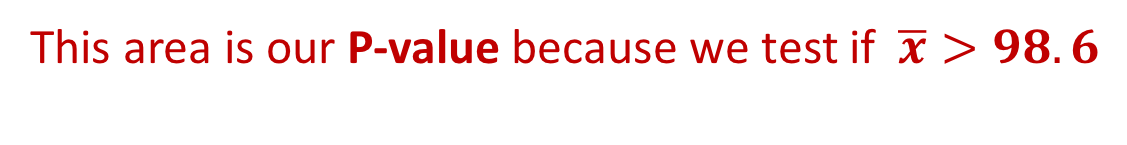 This area is our P-value because we test if x̅ > 98.6